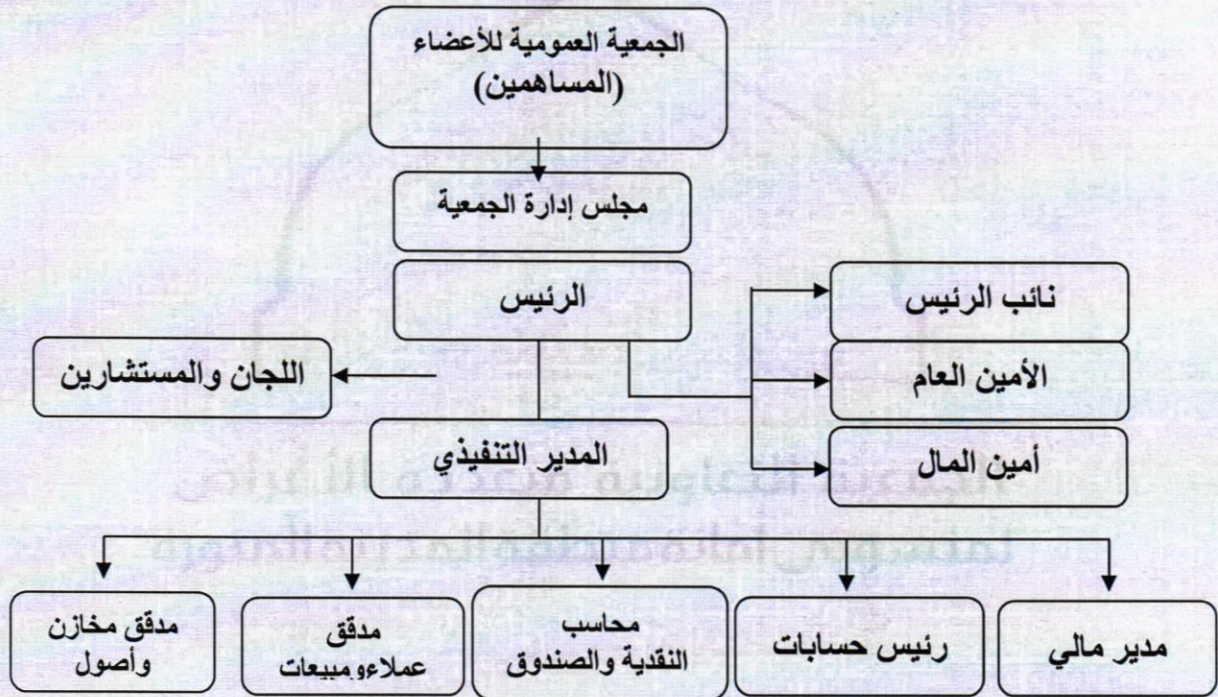 الجمعية العمومية للأعضاء
(المساهمين)
مجلس إدارة الجمعية
الرئيس
نائب الرئيس
الأمين العام
اللجان والمستشارين
المدير التنفيذي
أمين المال
مدير مالي
رئيس حسابات
محاسب
النقدية والصندوق
مدقق
عملاء ومبيعات
مدقق مخازن
وأصول